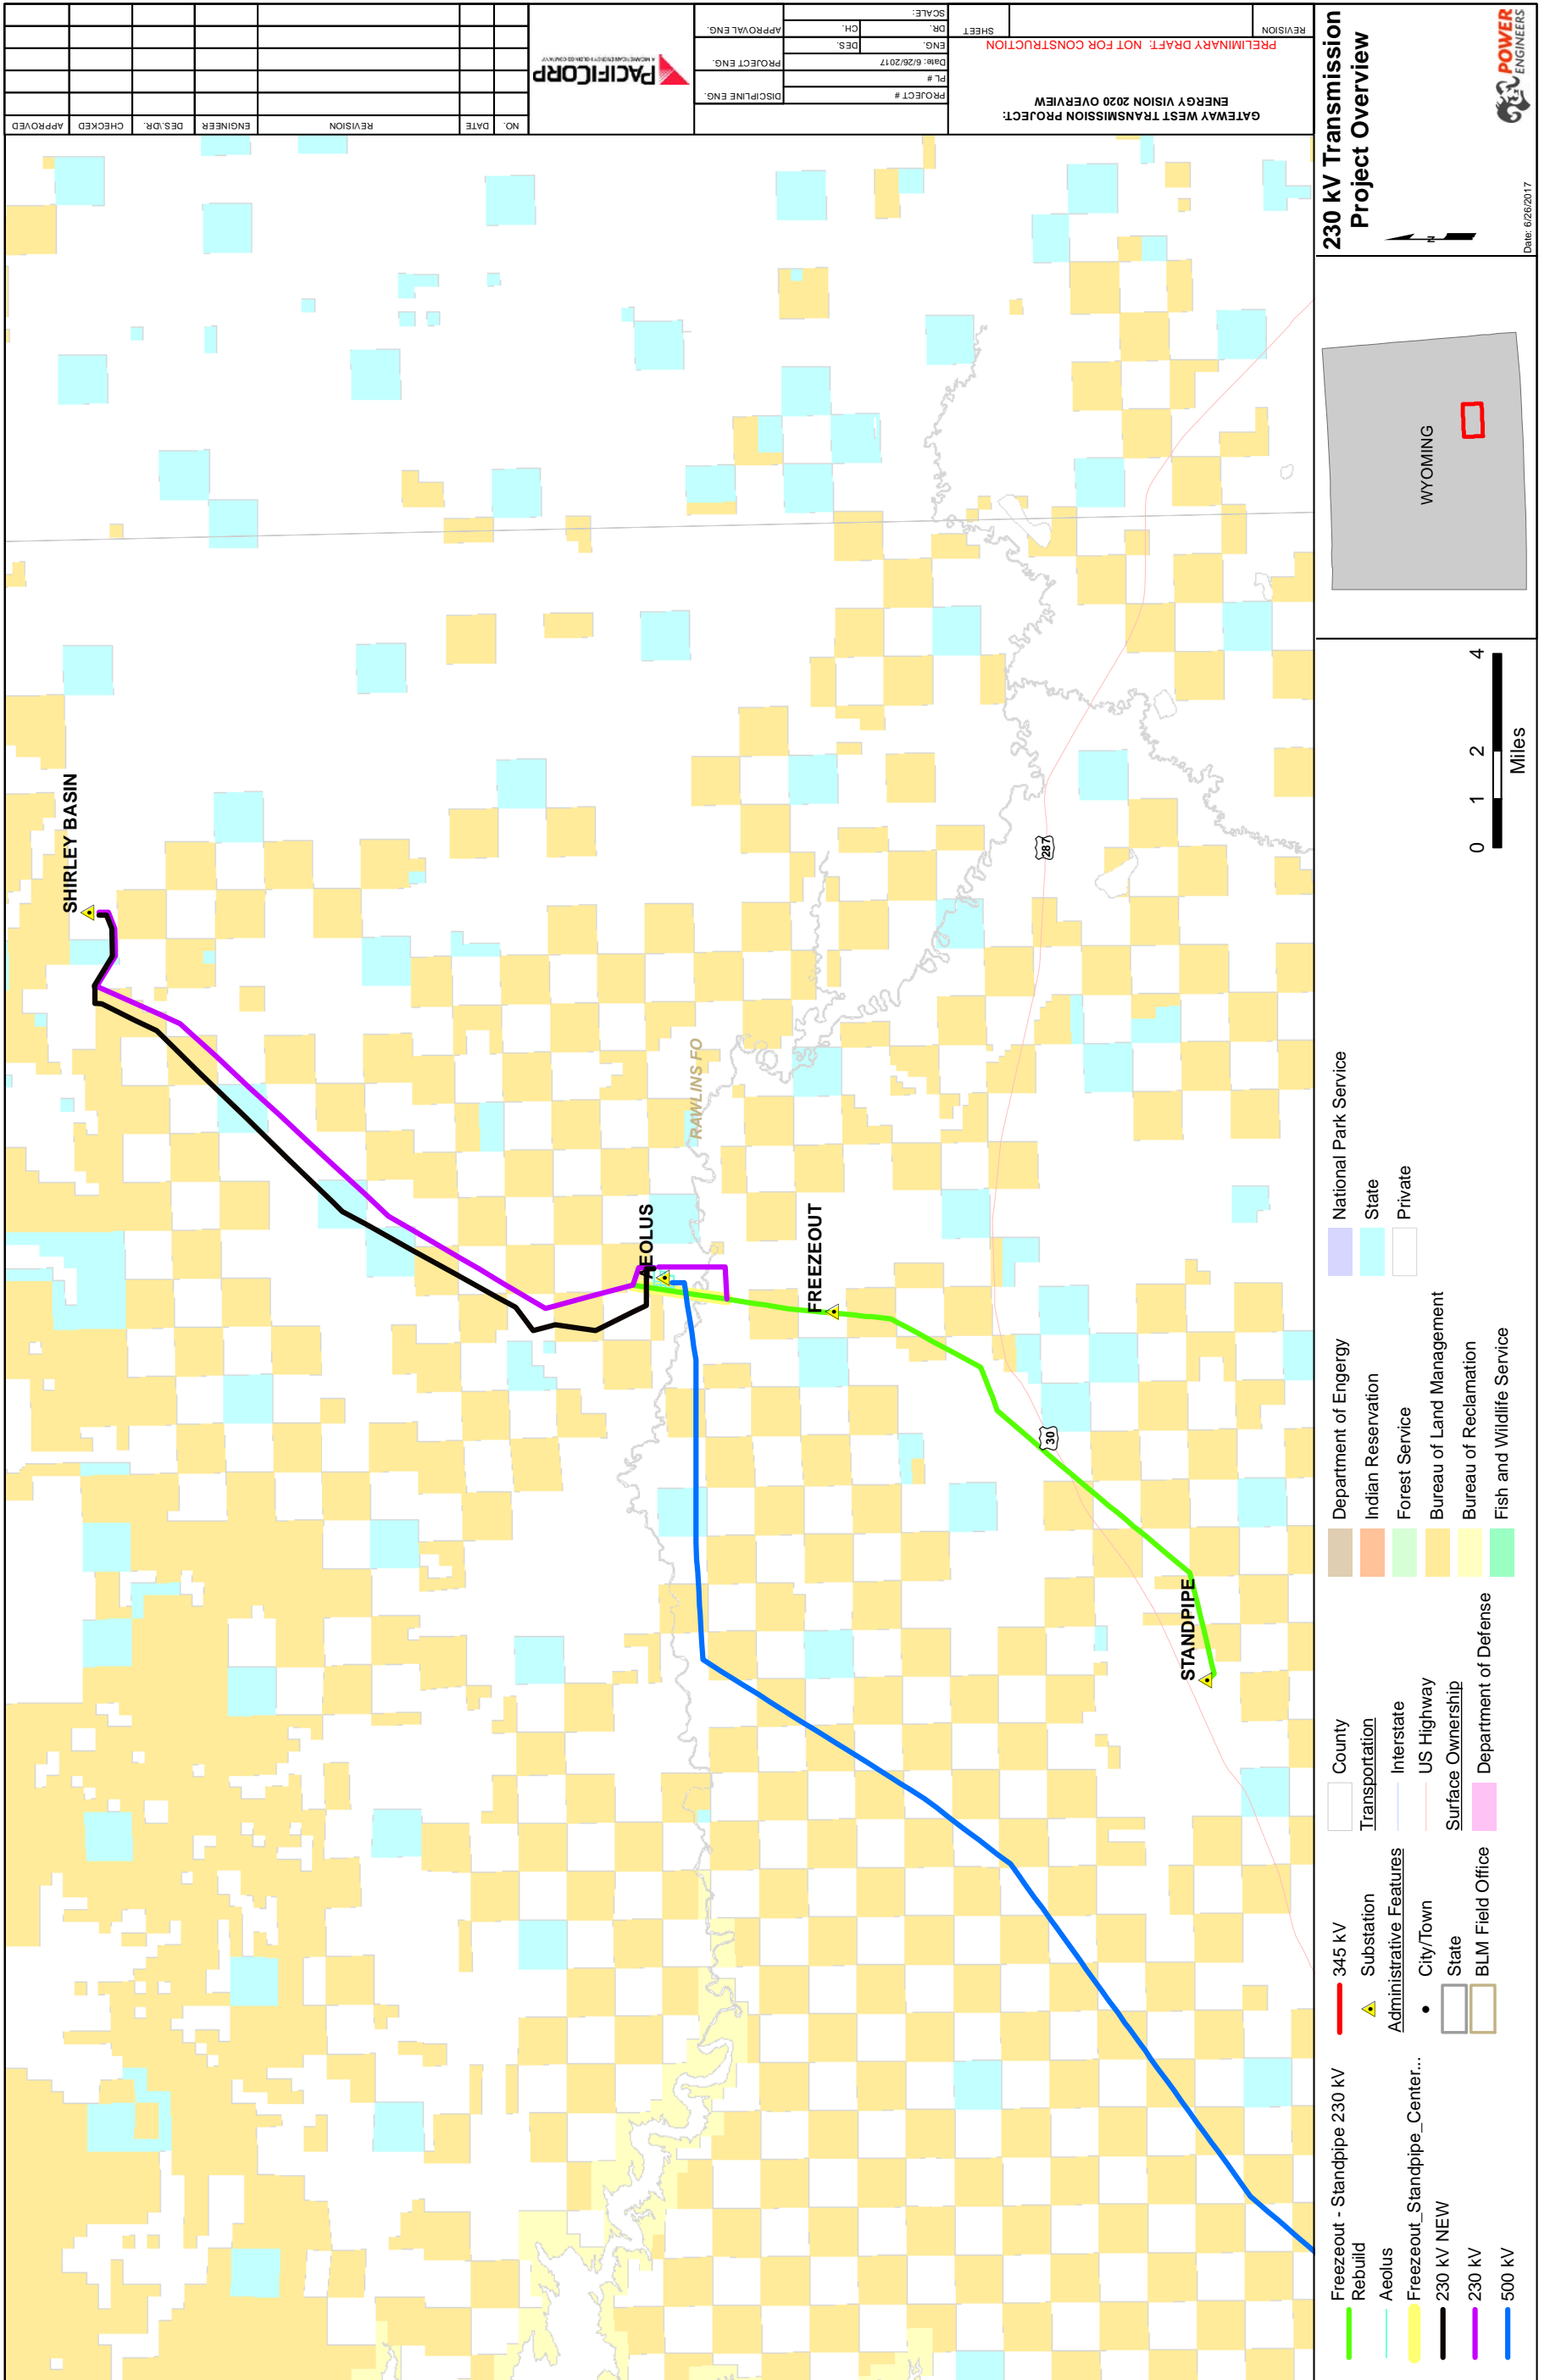 SHIRLEY BASIN
AEOLUS
RAWLINS FO
FREEZEOUT
STANDPIPE
287
30
Freezeout - Standpipe 230 kV
Rebuild
Aeolus
Freezeout_Standpipe_Center...
230 kV NEW
230 kV
500 kV
345 kV
Substation
Administrative Features
City/Town
State
BLM Field Office
County
Transportation
Interstate
US Highway
Surface Ownership
Department of Defense
Department of Engergy
Indian Reservation
Forest Service
Bureau of Land Management
Bureau of Reclamation
Fish and Wildlife Service
National Park Service
State
Private
0 1 2 4
Miles
WYOMING
230 kV Transmission
Project Overview
N
Date: 6/26/2017
POWER
ENGINEERS
NO.
DATE
REVISION
ENGINEER
DES./DR.
CHECKED
APPROVED
PACIFICORP
A MIDAMERICAN ENERGY HOLDINGS COMPANY
DISCIPLINE ENG.
PROJECT ENG.
APPROVAL ENG.
PROJECT #
PL #
Date: 6/26/2017
ENG.
DES.
DR.
CH.
SCALE:
GATEWAY WEST TRANSMISSION PROJECT:
ENERGY VISION 2020 OVERVIEW
PRELIMINARY DRAFT: NOT FOR CONSTRUCTION
SHEET
REVISION